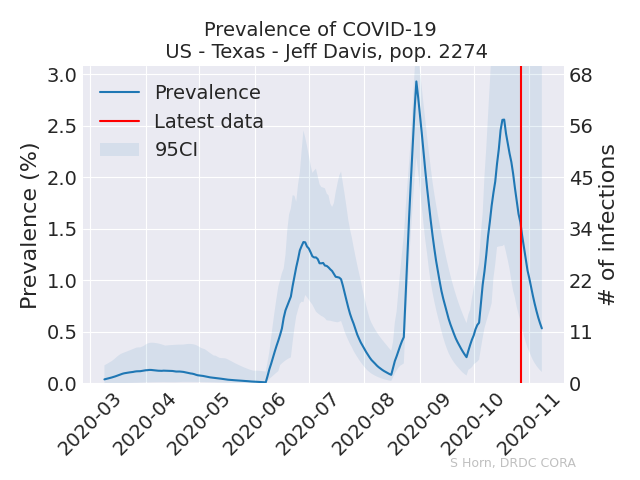 Prevalence of COVID-19
US - Texas - Jeff Davis, pop. 2274
Prevalence (%)
3.0
2.5
2.0
1.5
1.0
0.5
0.0
Prevalence
Latest data
95CI
68
56
45
34
22
11
0
# of infections
2020-03
2020-04
2020-05
2020-06
2020-07
2020-08
2020-09
2020-10
2020-11
S Horn, DRDC CORA